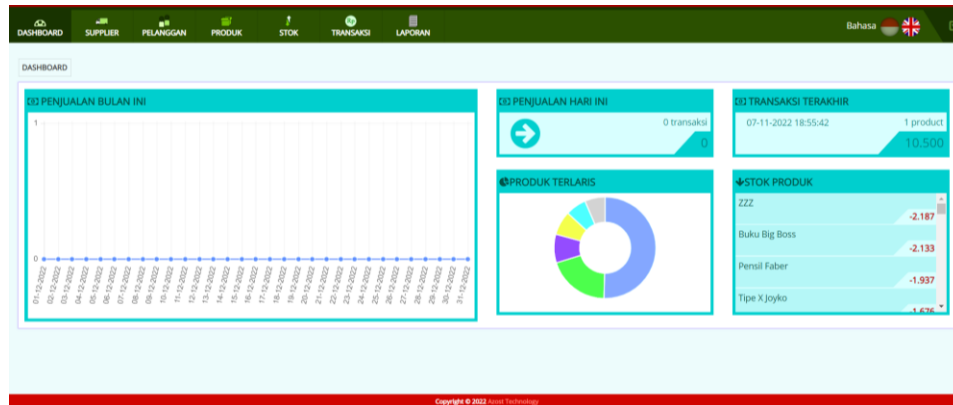 DASHBOARD SUPPLIER PELANGGAN PRODUK STOK TRANSAKSI LAPORAN Bahasa
DASHBOARD
PENJUALAN BULAN INI
1
0
01-12-2022 02-12-2022 03-12-2022 04-12-2022 05-12-2022 06-12-2022 07-12-2022 08-12-2022 09-12-2022 10-12-2022 11-12-2022 12-12-2022 13-12-2022 14-12-2022 15-12-2022 16-12-2022 17-12-2022 18-12-2022 19-12-2022 20-12-2022 21-12-2022 22-12-2022 23-12-2022 24-12-2022 25-12-2022 26-12-2022 27-12-2022 28-12-2022 29-12-2022 30-12-2022 31-12-2022
PENJUALAN HARI INI
0 transaksi
0
TRANSAKSI TERAKHIR
07-11-2022 18:55:42 1 product
10.500
PRODUK TERLARIS
STOK PRODUK
ZZZ
-2.187
Buku Big Boss
-2.133
Pensil Faber
-1.937
Tipe X Joyko
-1.676
Copyright © 2022 Azost Technology